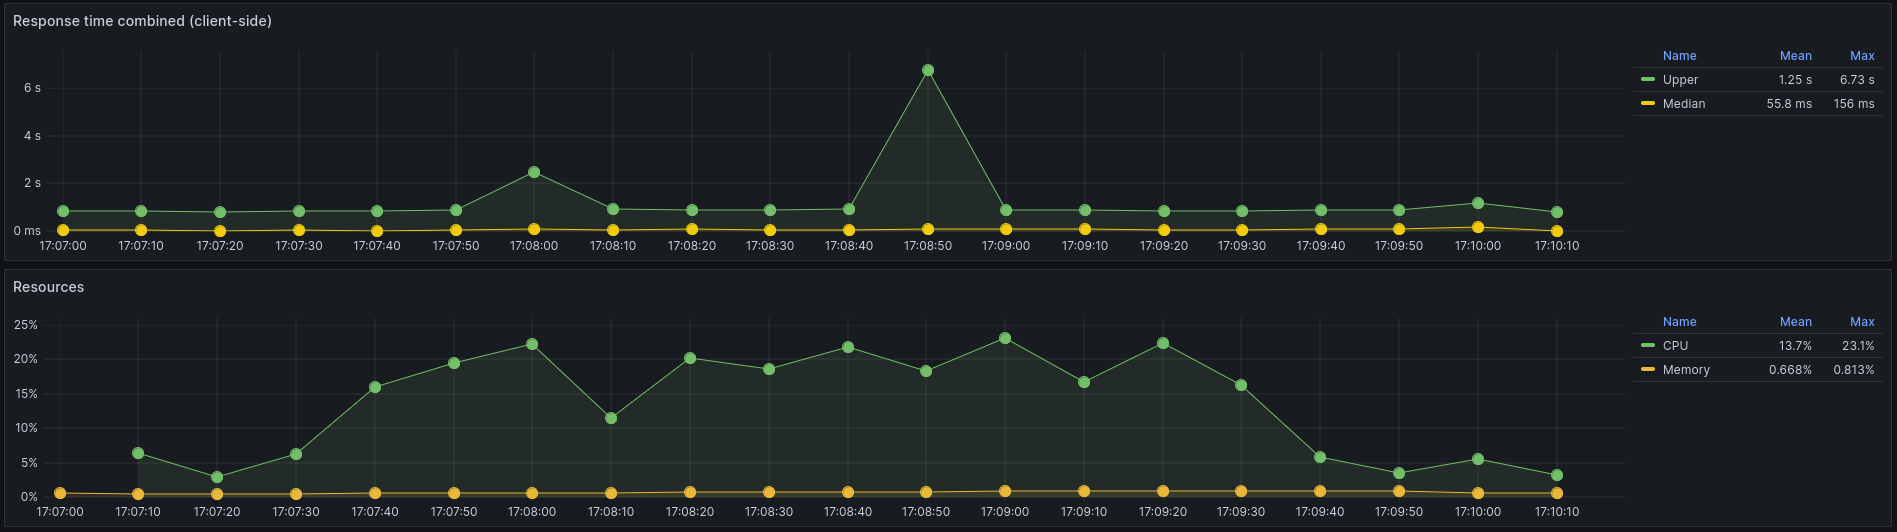 Response time combined (client-side)
Name Mean Max
6 s
Upper 1.25 s 6.73 s
Median 55.8 ms 156 ms
4 s
2 s
0 ms
17:07:00 17:07:10 17:07:20 17:07:30 17:07:40 17:07:50 17:08:00 17:08:10 17:08:20 17:08:30 17:08:40 17:08:50 17:09:00 17:09:10 17:09:20 17:09:30 17:09:40 17:09:50 17:10:00 17:10:10
Resources
25%
Name Mean Max
CPU 13.7% 23.1%
20%
Memory 0.668% 0.813%
15%
10%
5%
0%
17:07:00 17:07:10 17:07:20 17:07:30 17:07:40 17:07:50 17:08:00 17:08:10 17:08:20 17:08:30 17:08:40 17:08:50 17:09:00 17:09:10 17:09:20 17:09:30 17:09:40 17:09:50 17:10:00 17:10:10